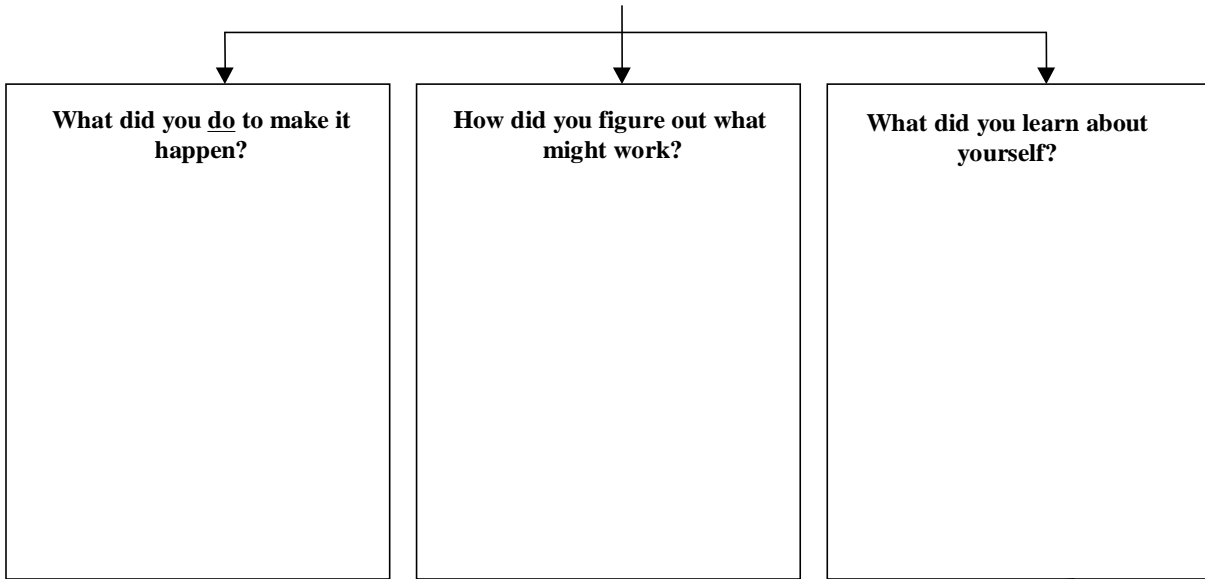 What did you do to make it
happen?
How did you figure out what
might work?
What did you learn about
yourself?